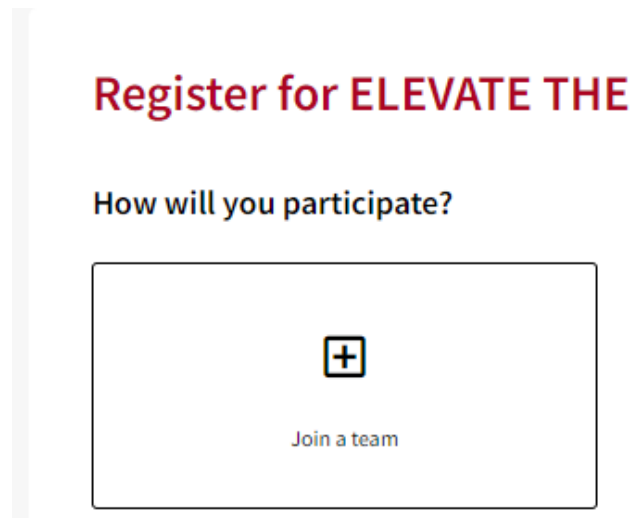 Register for ELEVATE THE
How will you participate?
Join a team